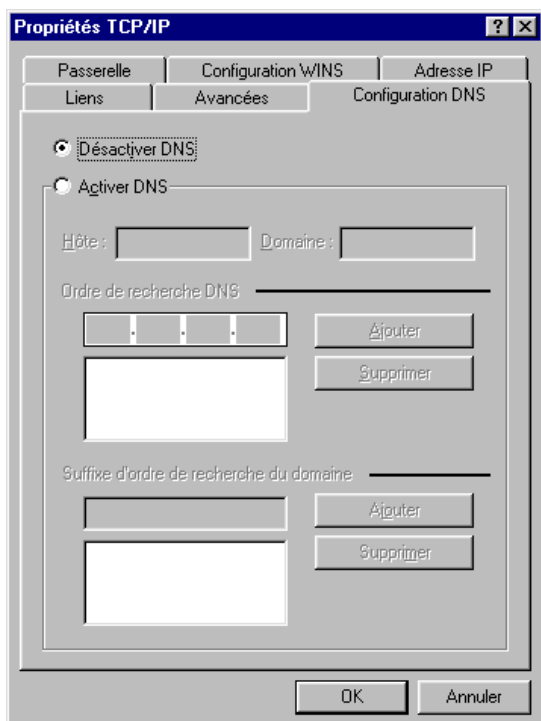 Propriétés TCP/IP
Passerelle Configuration WINS Adresse IP
Liens Avancées Configuration DNS
Désactiver DNS
Activer DNS
Hôte : Domaine :
Ordre de recherche DNS
. . . Ajouter
Supprimer
Suffixe d'ordre de recherche du domaine
Ajouter
Supprimer
OK Annuler